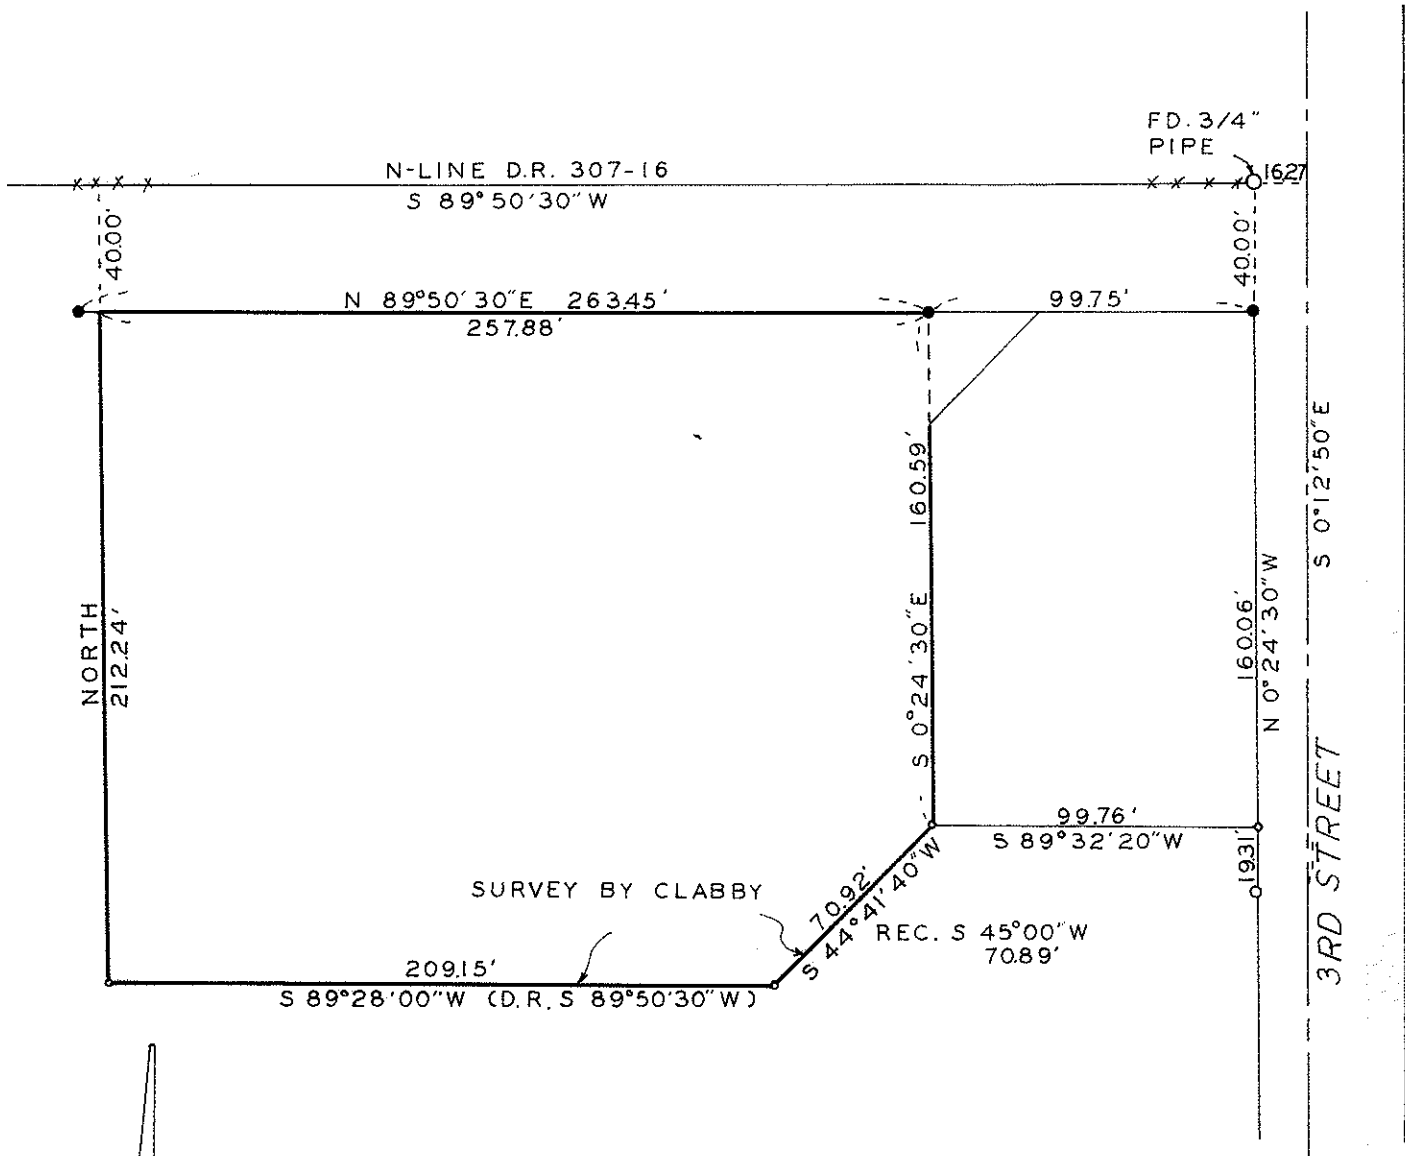 FD. 3/4"
PIPE
16.27
N-LINE D.R. 307-16
S 89°50'30"W
40.00'
40.00'
N 89°50'30"E 263.45'
257.88'
99.75'
160.59'
S 0°24'30"E
S 0°12'50"E
160.06'
N 0°24'30"W
NORTH
212.24'
3RD STREET
99.76'
S 89°32'20"W
19.31'
SURVEY BY CLABBY
70.92'
S 44°41'40"W
REC. S 45°00"W
70.89'
209.15'
S 89°28'00"W (D.R. S 89°50'30"W)